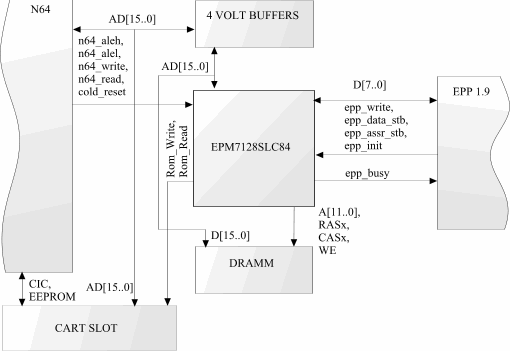 N64
AD[15..0]
4 VOLT BUFFERS
n64_aleh,
n64_alel,
n64_write,
n64_read,
cold_reset
AD[15..0]
D[7..0]
EPP 1.9
epp_write,
epp_data_stb,
epp_assr_stb,
epp_init
Rom_Write,
Rom_Read
EPM7128SLC84
epp_busy
A[11..0],
RASx,
CASx,
WE
D[15..0]
DRAMM
CIC,
EEPROM
AD[15..0]
CART SLOT